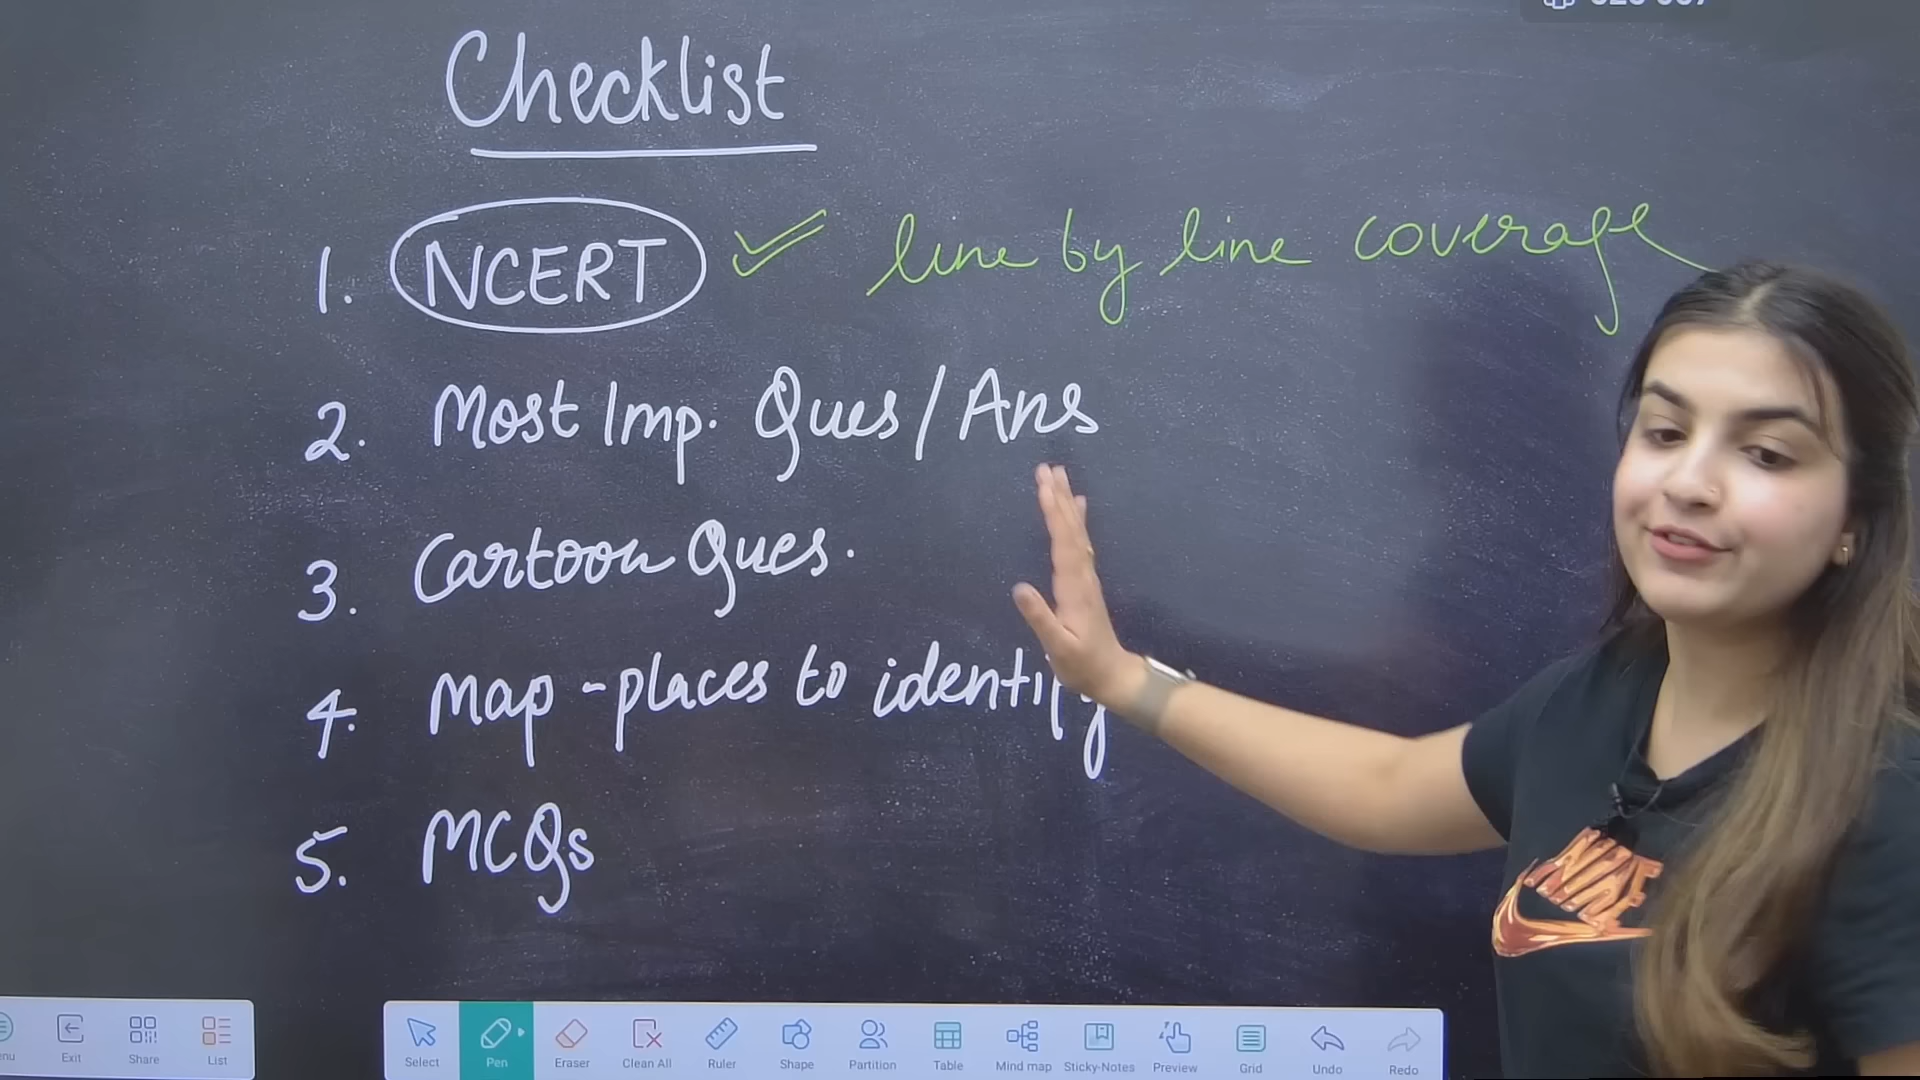 Checklist
1. NCERT line by line coverage
2. Most Imp. Ques/Ans
3. Cartoon Ques.
4. Map - places to identify
5. MCQs
NIKE
Exit Share List
Select Pen Eraser Clean All Ruler Shape Partition Table Mind map Sticky-Notes Preview Grid Undo Redo